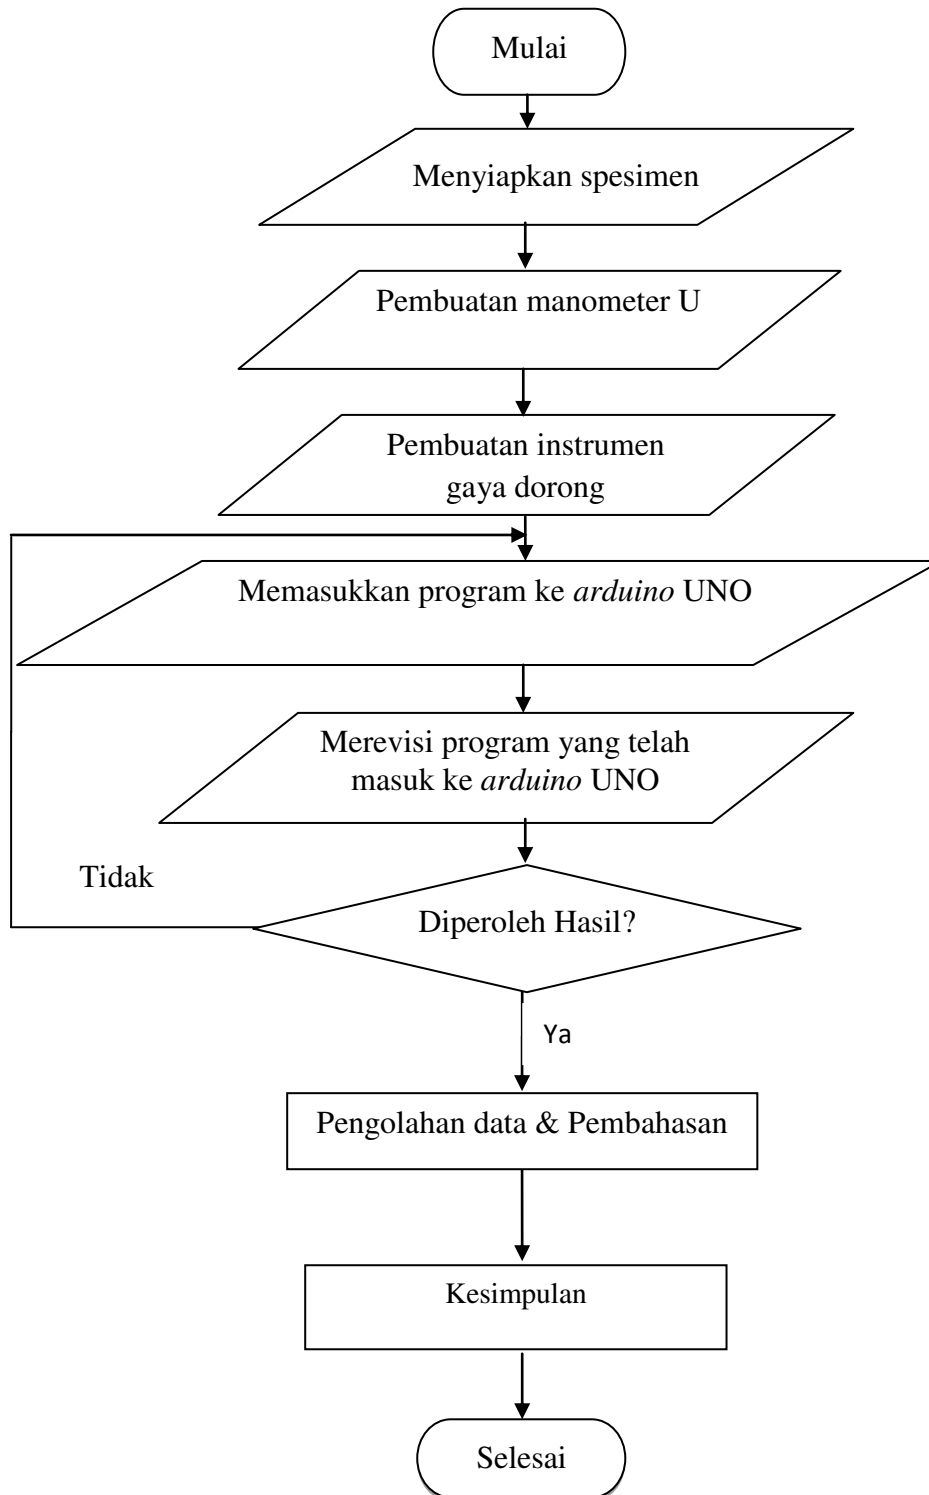 Mulai
Menyiapkan spesimen
Pembuatan manometer U
Pembuatan instrumen
gaya dorong
Memasukkan program ke arduino UNO
Merevisi program yang telah
masuk ke arduino UNO
Tidak
Diperoleh Hasil?
Ya
Pengolahan data & Pembahasan
Kesimpulan
Selesai